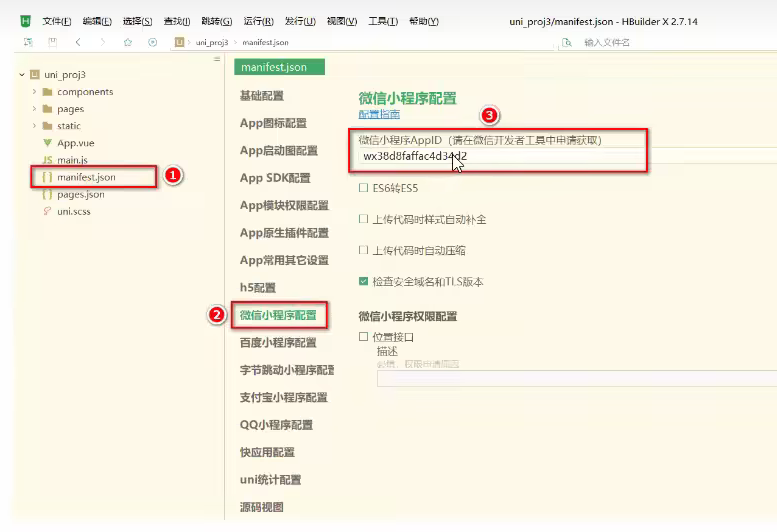 文件(F) 编辑(E) 选择(S) 查找(I) 跳转(G) 运行(R) 发行(U) 视图(V) 工具(T) 帮助(Y) uni_proj3/manifest.json - HBuilder X 2.7.14
uni_proj3 manifest.json 输入文件名
uni_proj3
components
pages
static
App.vue
main.js
manifest.json
1
pages.json
uni.scss
manifest.json
基础配置
App图标配置
App启动图配置
App SDK配置
App模块权限配置
App原生插件配置
App常用其它设置
h5配置
2
微信小程序配置
百度小程序配置
字节跳动小程序配置
支付宝小程序配置
QQ小程序配置
快应用配置
uni统计配置
源码视图
微信小程序配置
配置指南
3
微信小程序AppID（请在微信开发者工具中申请获取）
ES6转ES5
上传代码时样式自动补全
上传代码时自动压缩
检查安全域名和TLS版本
微信小程序权限配置
位置接口
描述